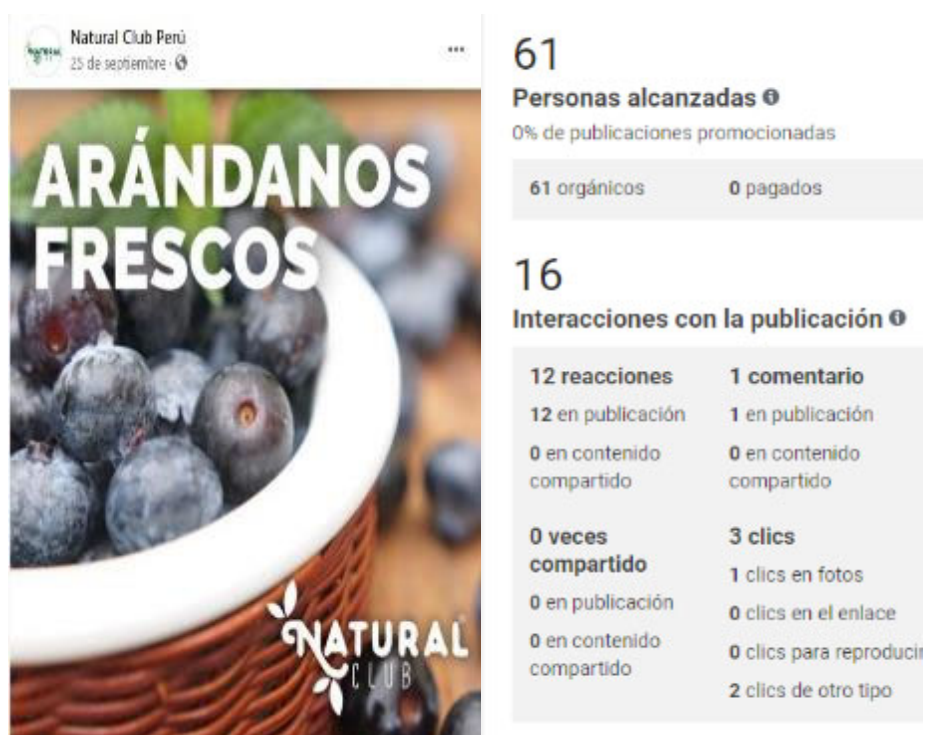 Natural Club Perú
25 de septiembre ·
ARÁNDANOS
FRESCOS
NATURAL
CLUB
61
Personas alcanzadas
0% de publicaciones promocionadas
61 orgánicos 0 pagados
16
Interacciones con la publicación
12 reacciones 1 comentario
12 en publicación 1 en publicación
0 en contenido 0 en contenido
compartido compartido
0 veces 3 clics
compartido 1 clics en fotos
0 en publicación 0 clics en el enlace
0 en contenido 0 clics para reproducir
compartido 2 clics de otro tipo